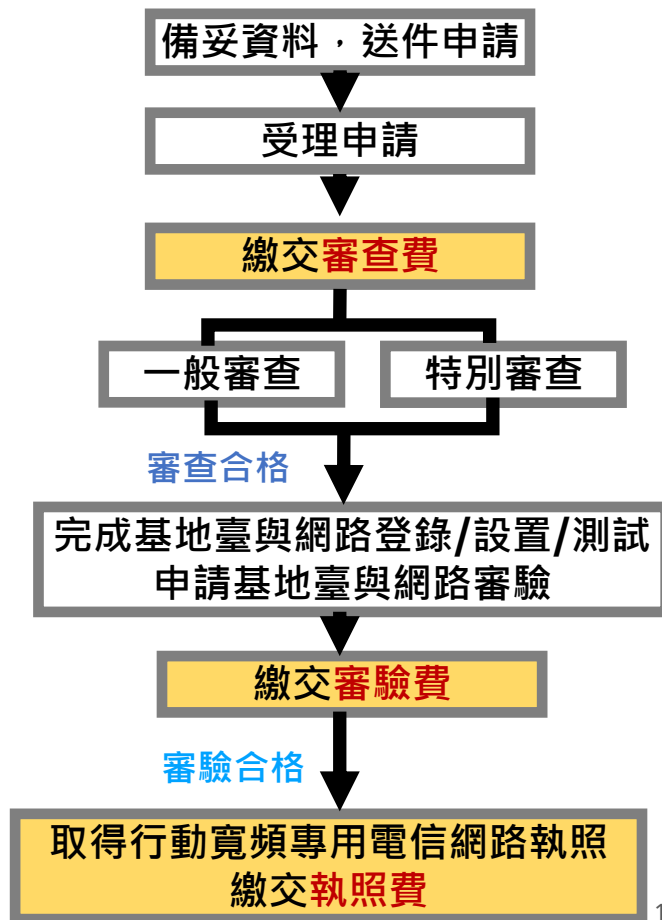 備妥資料，送件申請
受理申請
繳交審查費
一般審查
特別審查
審查合格
完成基地臺與網路登錄/設置/測試
申請基地臺與網路審驗
繳交審驗費
審驗合格
取得行動寬頻專用電信網路執照
繳交執照費
1